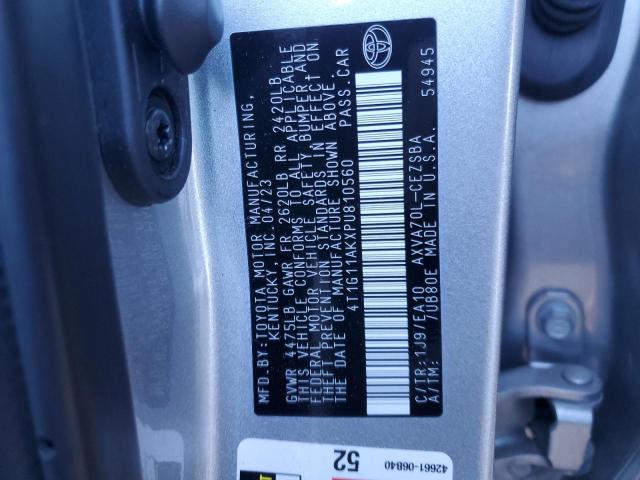 MFD.BY:TOYOTA MOTOR MANUFACTURING,
KENTUCKY, INC.04/23
GVWR 4475LB GAWR FR 2620LB RR 2420LB
THIS VEHICLE CONFORMS TO ALL APPLICABLE
FEDERAL MOTOR VEHICLE SAFETY, BUMPER, AND
THEFT PREVENTION STANDARDS IN EFFECT ON
THE DATE OF MANUFACTURE SHOWN ABOVE.
4T1G11AKXPU810560 PASS.CAR
C/TR:1J9/EA10 AXVA70L-CEZSBA
A/TM: /UB80E MADE IN U.S.A. 54945
52
42661-06B40